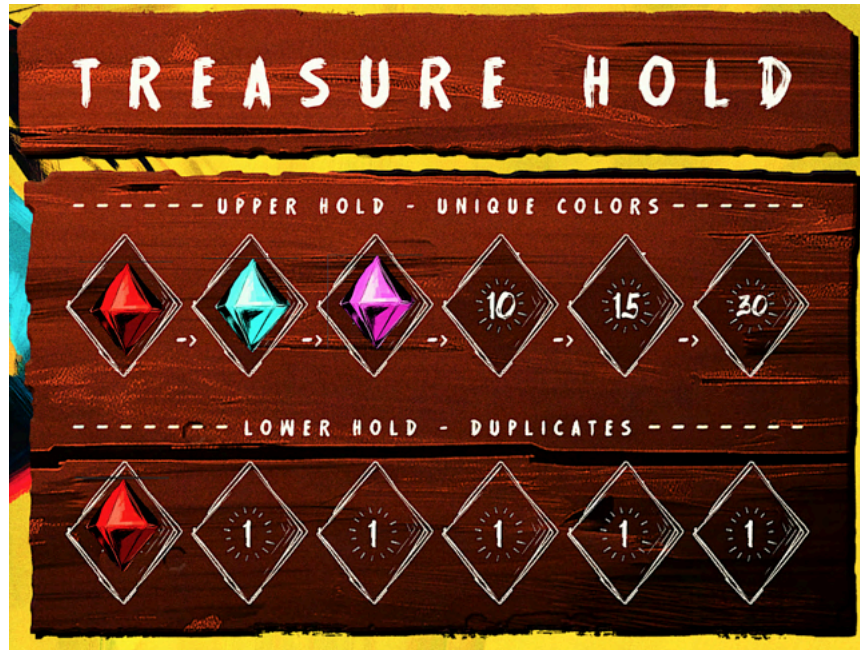 TREASURE HOLD
------ UPPER HOLD - UNIQUE COLORS ------
-> -> -> 10 -> 15 -> 30
------- LOWER HOLD - DUPLICATES -------
1 1 1 1 1